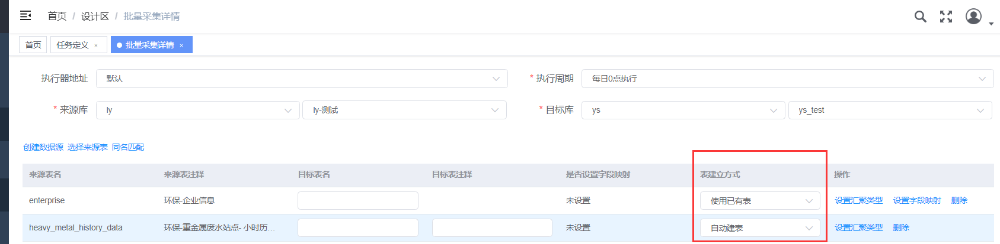 首页 / 设计区 / 批量采集详情
首页 任务定义 × 批量采集详情 ×
执行器地址 默认 * 执行周期 每日0点执行
* 来源库 ly ly-测试 * 目标库 ys ys_test
创建数据源 选择来源表 同名匹配
来源表名 来源表注释 目标表名 目标表注释 是否设置字段映射 表建立方式 操作
enterprise 环保-企业信息 未设置 使用已有表 设置汇聚类型 设置字段映射 删除
heavy_metal_history_data 环保-重金属废水站点- 小时历... 未设置 自动建表 设置汇聚类型 删除